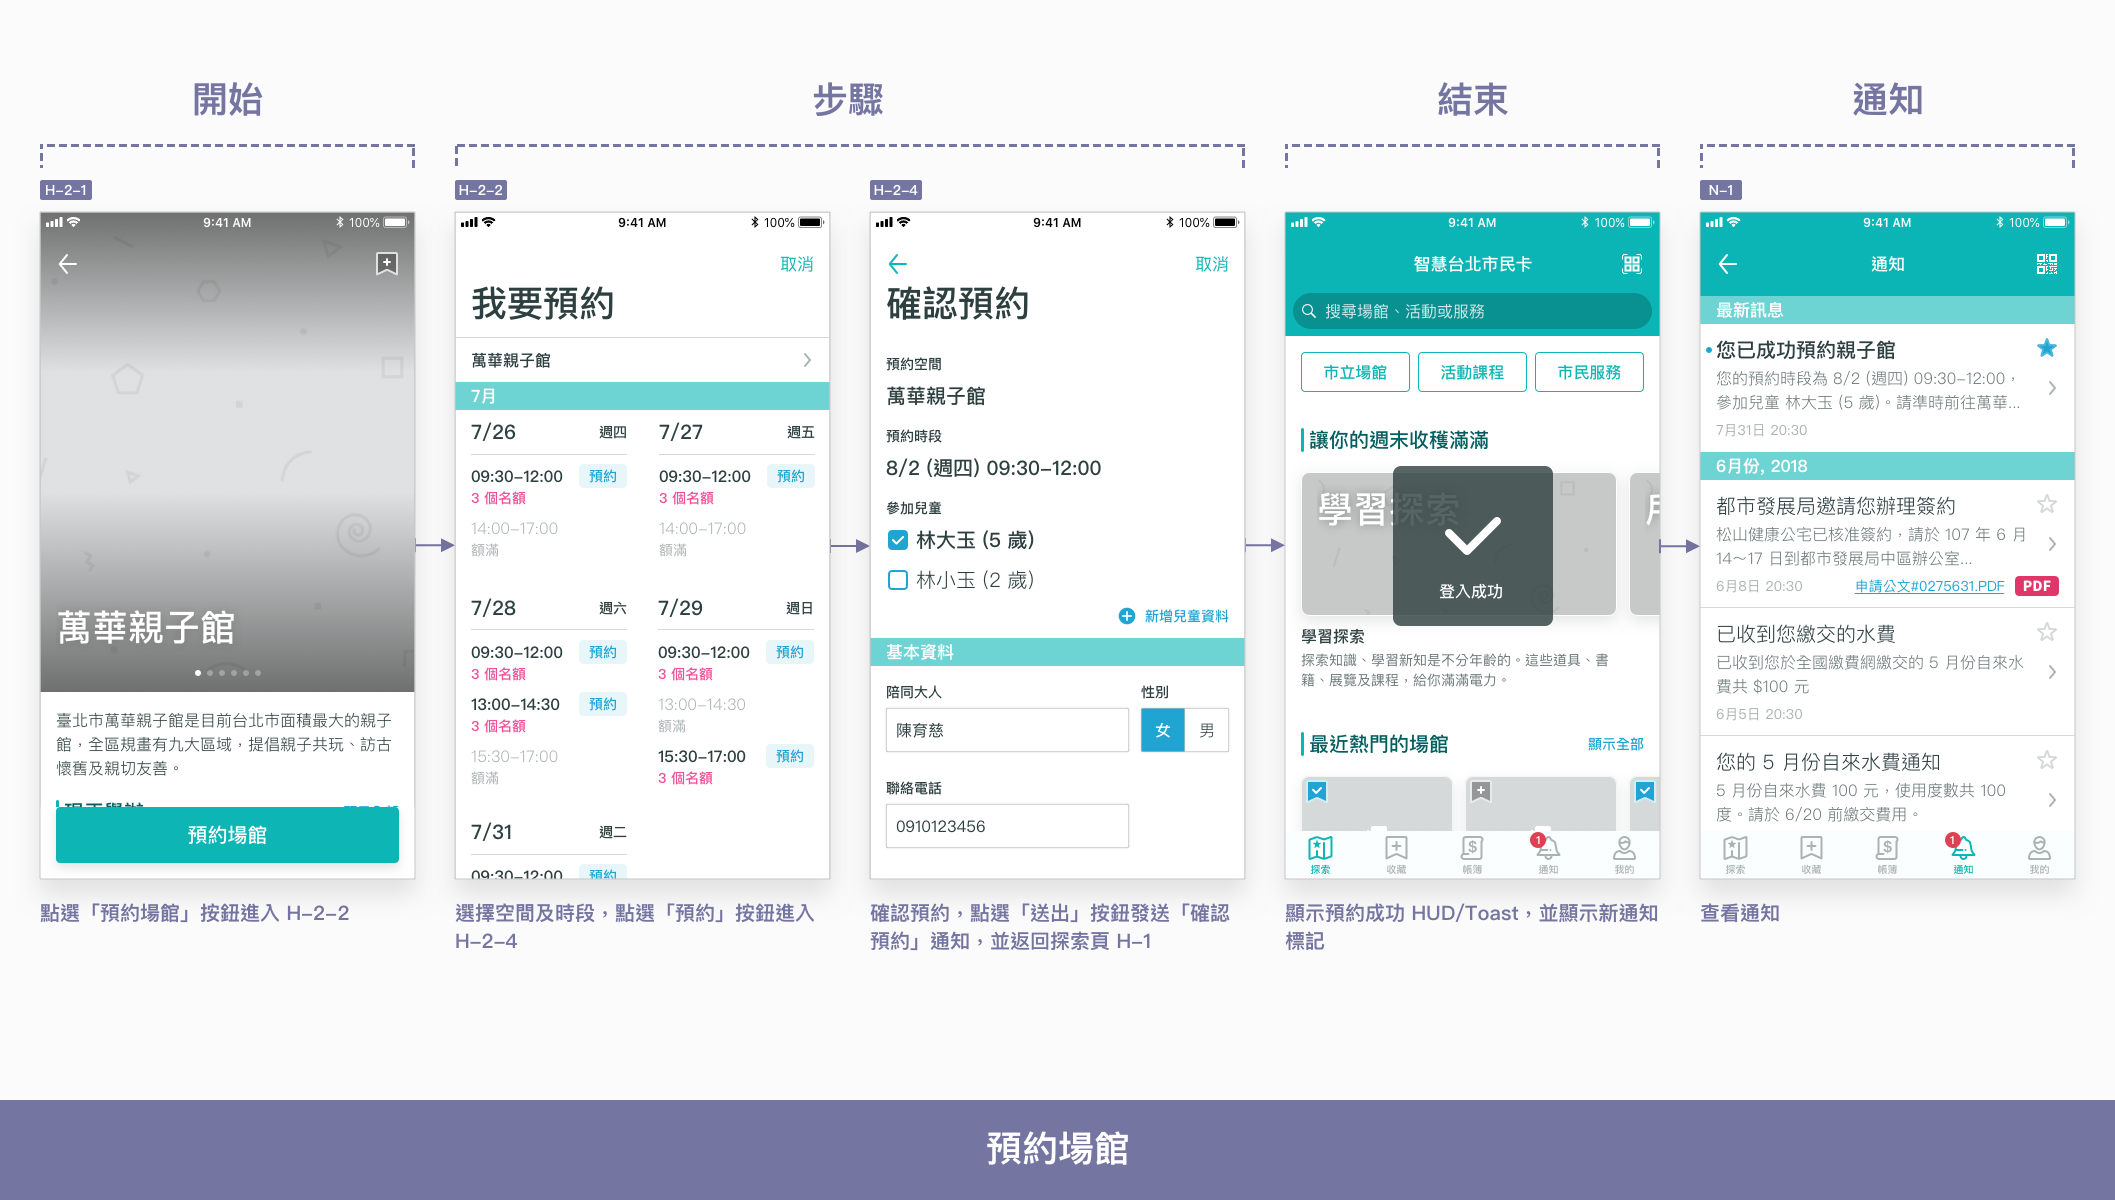 開始
步驟
結束
通知
H-2-1
9:41 AM
100%
萬華親子館
臺北市萬華親子館是目前台北市面積最大的親子
館，全區規畫有九大區域，提倡親子共玩、訪古
懷舊及親切友善。
預約場館
點選「預約場館」按鈕進入 H-2-2
H-2-2
9:41 AM
100%
取消
我要預約
萬華親子館
7月
7/26 週四
7/27 週五
09:30-12:00 預約
09:30-12:00 預約
3 個名額
3 個名額
14:00-17:00
14:00-17:00
額滿
額滿
7/28 週六
7/29 週日
09:30-12:00 預約
09:30-12:00 預約
3 個名額
3 個名額
13:00-14:30 預約
13:00-14:30
3 個名額
額滿
15:30-17:00
15:30-17:00 預約
額滿
3 個名額
7/31 週二
09:30-12:00 預約
選擇空間及時段，點選「預約」按鈕進入
H-2-4
H-2-4
9:41 AM
100%
取消
確認預約
預約空間
萬華親子館
預約時段
8/2 (週四) 09:30-12:00
參加兒童
林大玉 (5 歲)
林小玉 (2 歲)
新增兒童資料
基本資料
陪同大人 性別
陳育慈 女 男
聯絡電話
0910123456
確認預約，點選「送出」按鈕發送「確認
預約」通知，並返回探索頁 H-1
9:41 AM
100%
智慧台北市民卡
搜尋場館、活動或服務
市立場館 活動課程 市民服務
讓你的週末收穫滿滿
學習探索
登入成功
學習探索
探索知識、學習新知是不分年齡的。這些道具、書
籍、展覽及課程，給你滿滿電力。
最近熱門的場館 顯示全部
1
探索 收藏 帳簿 通知 我的
顯示預約成功 HUD/Toast，並顯示新通知
標記
N-1
9:41 AM
100%
通知
最新訊息
您已成功預約親子館
您的預約時段為 8/2 (週四) 09:30-12:00，
參加兒童 林大玉 (5 歲)。請準時前往萬華...
7月31日 20:30
6月份, 2018
都市發展局邀請您辦理簽約
松山健康公宅已核准簽約，請於 107 年 6 月
14～17 日到都市發展局中區辦公室...
6月8日 20:30 申請公文#0275631.PDF PDF
已收到您繳交的水費
已收到您於全國繳費網繳交的 5 月份自來水
費共 $100 元
6月5日 20:30
您的 5 月份自來水費通知
5 月份自來水費 100 元，使用度數共 100
度。請於 6/20 前繳交費用。
1
探索 收藏 帳簿 通知 我的
查看通知
預約場館